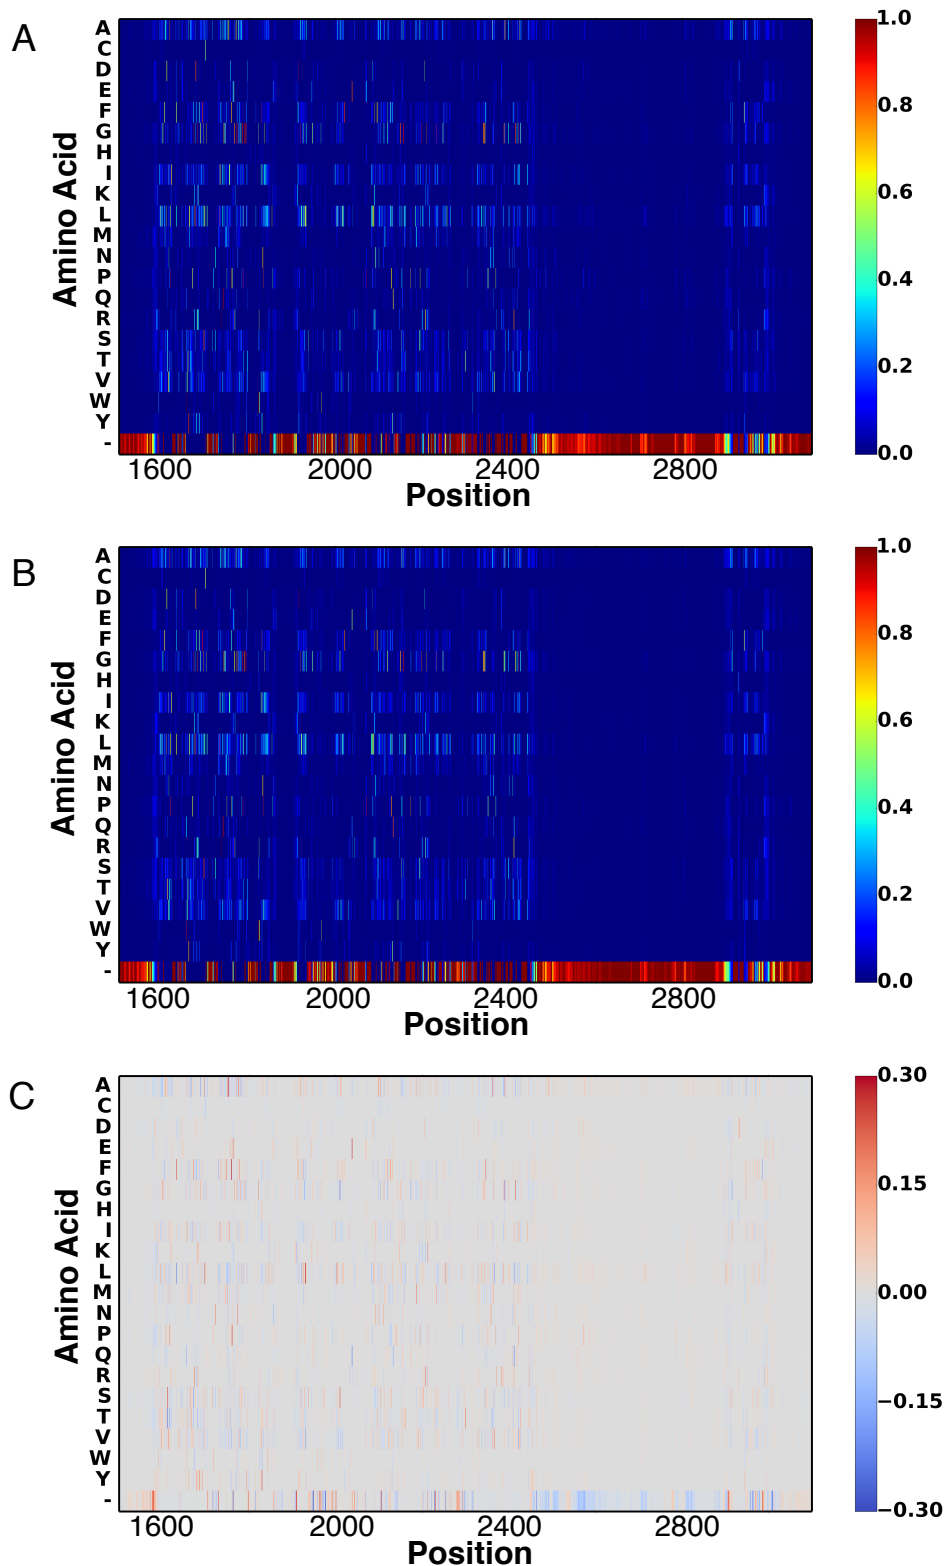 A
A
C
D
E
F
G
H
I
K
L
M
N
P
Q
R
S
T
V
W
Y
-
Amino Acid
1600 2000 2400 2800
Position
1.0
0.8
0.6
0.4
0.2
0.0
B
A
C
D
E
F
G
H
I
K
L
M
N
P
Q
R
S
T
V
W
Y
-
Amino Acid
1600 2000 2400 2800
Position
1.0
0.8
0.6
0.4
0.2
0.0
C
A
C
D
E
F
G
H
I
K
L
M
N
P
Q
R
S
T
V
W
Y
-
Amino Acid
1600 2000 2400 2800
Position
0.30
0.15
0.00
−0.15
−0.30